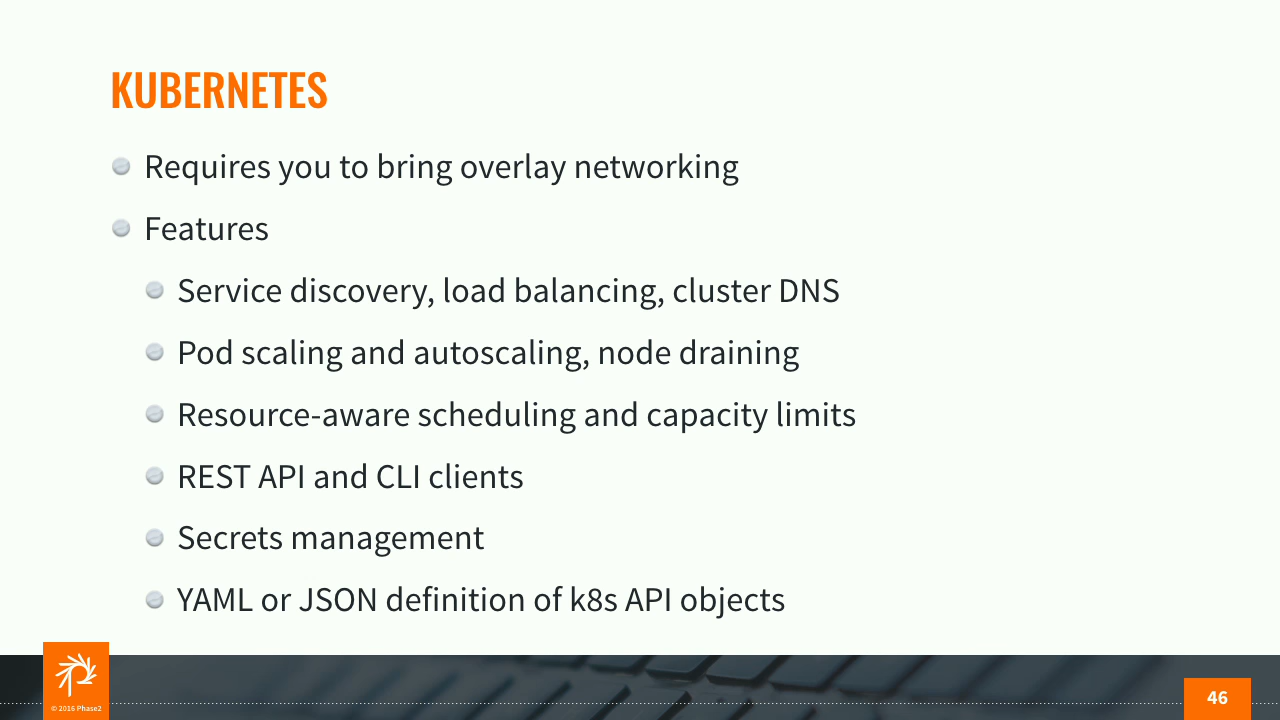 KUBERNETES
Requires you to bring overlay networking
Features
Service discovery, load balancing, cluster DNS
Pod scaling and autoscaling, node draining
Resource-aware scheduling and capacity limits
REST API and CLI clients
Secrets management
YAML or JSON definition of k8s API objects
© 2016 Phase2
46